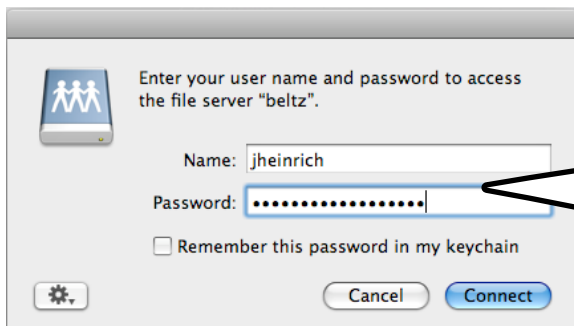 Enter your user name and password to access
the file server “beltz”.
Name: jheinrich
Password: ••••••••••••••••••
Remember this password in my keychain
Cancel Connect